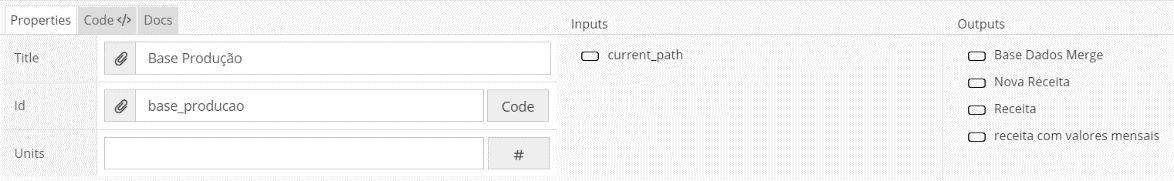 Properties Code </> Docs
Title Base Produção
Id base_producao Code
Units #
Inputs
current_path
Outputs
Base Dados Merge
Nova Receita
Receita
receita com valores mensais